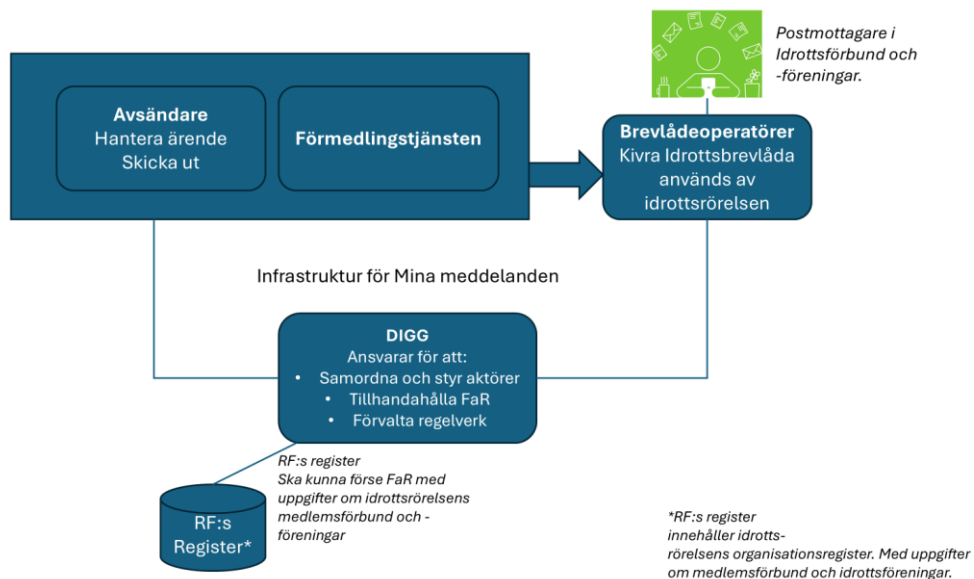 Postmottagare i
Idrottsförbund och
-föreningar.
Avsändare
Hantera ärende
Skicka ut
Förmedlingstjänsten
Brevlådeoperatörer
Kivra Idrottsbrevlåda
används av
idrottsrörelsen
Infrastruktur för Mina meddelanden
DIGG
Ansvarar för att:
• Samordna och styr aktörer
• Tillhandahålla FaR
• Förvalta regelverk
RF:s register
Ska kunna förse FaR med
uppgifter om idrottsrörelsens
medlemsförbund och -
föreningar
RF:s
Register*
*RF:s register
innehåller idrotts-
rörelsens organisationsregister. Med uppgifter
om medlemsförbund och idrottsföreningar.